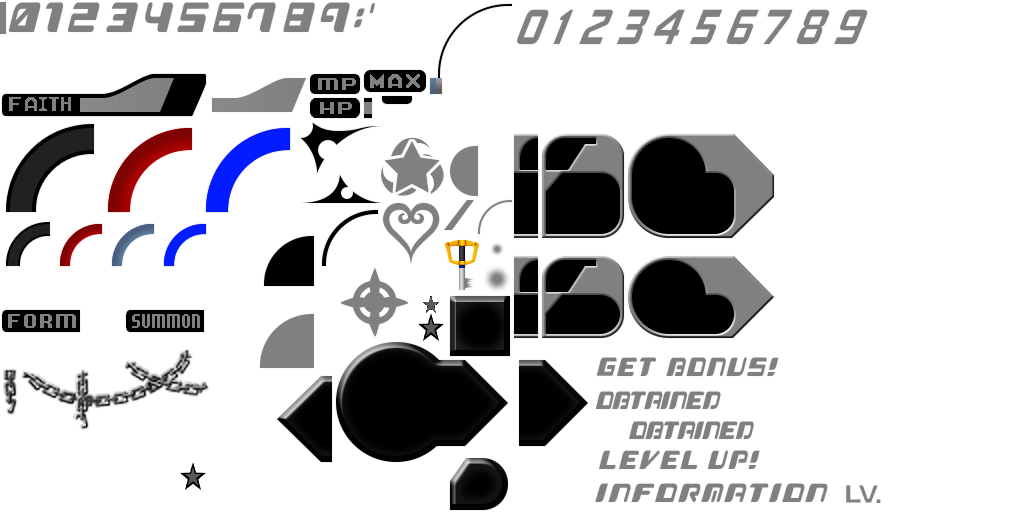 0123456789:'
0123456789
MP MAX
FAITH HP
FORM SUMMON
GET BONUS!
OBTAINED
OBTAINED
LEVEL UP!
INFORMATION LV.